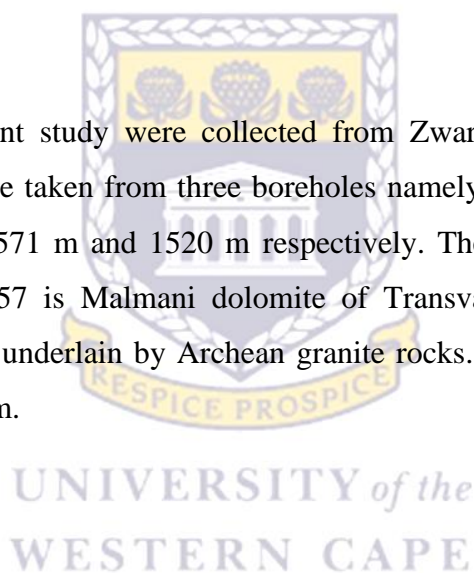 nt study were collected from Zwar
e taken from three boreholes namely
571 m and 1520 m respectively. The
57 is Malmani dolomite of Transva
underlain by Archean granite rocks.
m.
RESPICE PROSPICE
UNIVERSITY of the
WESTERN CAPE